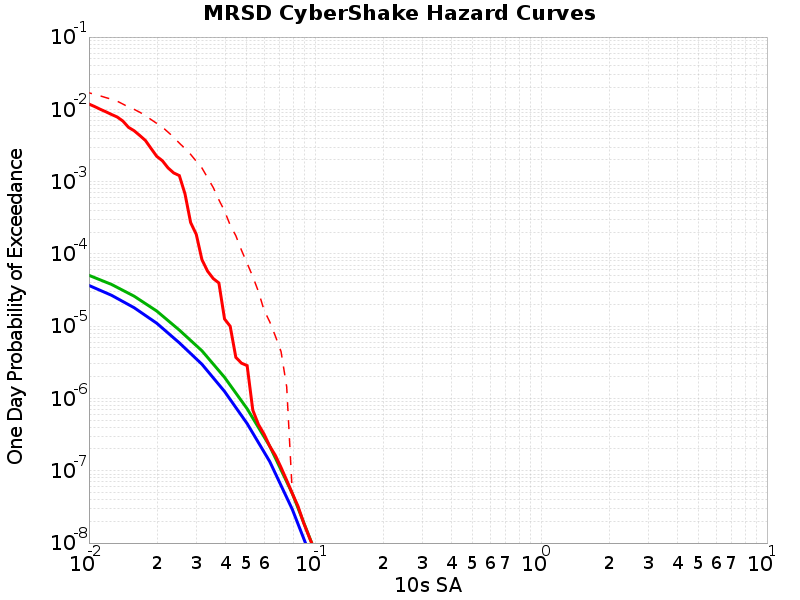 MRSD CyberShake Hazard Curves
One Day Probability of Exceedance
10-1
10-2
10-3
10-4
10-5
10-6
10-7
10-8
10-2 2 3 4 5 6 10-1 2 3 4 5 6 7 100 2 3 4 5 6 7 101
10s SA